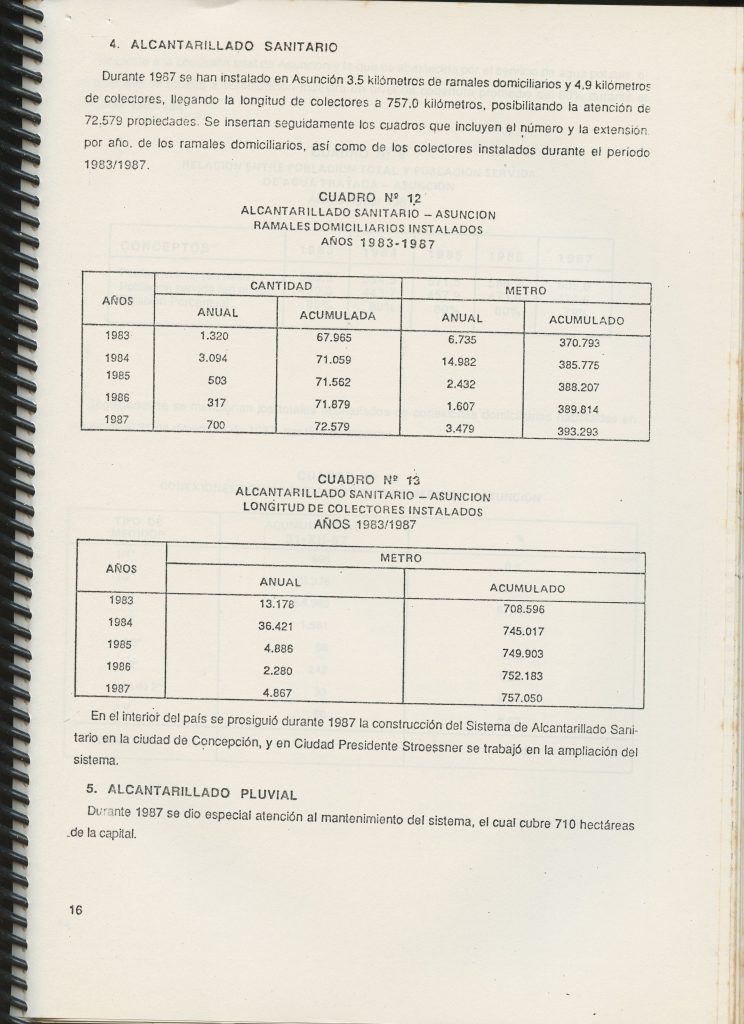 4. ALCANTARILLADO SANITARIO
Durante 1987 se han instalado en Asunción 3.5 kilómetros de ramales domiciliarios y 4.9 kilómetros
de colectores, llegando la longitud de colectores a 757.0 kilómetros, posibilitando la atención de
72.579 propiedades. Se insertan seguidamente los cuadros que incluyen el número y la extensión,
por año, de los ramales domiciliarios, así como de los colectores instalados durante el período
1983/1987.
CUADRO Nº 12
ALCANTARILLADO SANITARIO – ASUNCION
RAMALES DOMICILIARIOS INSTALADOS
AÑOS 1983-1987
AÑOS CANTIDAD METRO
ANUAL ACUMULADA ANUAL ACUMULADO
1983 1.320 67.965 6.735 370.793
1984 3.094 71.059 14.982 385.775
1985 503 71.562 2.432 388.207
1986 317 71.879 1.607 389.814
1987 700 72.579 3.479 393.293
CUADRO Nº 13
ALCANTARILLADO SANITARIO – ASUNCION
LONGITUD DE COLECTORES INSTALADOS
AÑOS 1983/1987
AÑOS METRO
ANUAL ACUMULADO
1983 13.178 708.596
1984 36.421 745.017
1985 4.886 749.903
1986 2.280 752.183
1987 4.867 757.050
En el interior del país se prosiguió durante 1987 la construcción del Sistema de Alcantarillado Sani-
tario en la ciudad de Concepción, y en Ciudad Presidente Stroessner se trabajó en la ampliación del
sistema.
5. ALCANTARILLADO PLUVIAL
Durante 1987 se dio especial atención al mantenimiento del sistema, el cual cubre 710 hectáreas
de la capital.
16